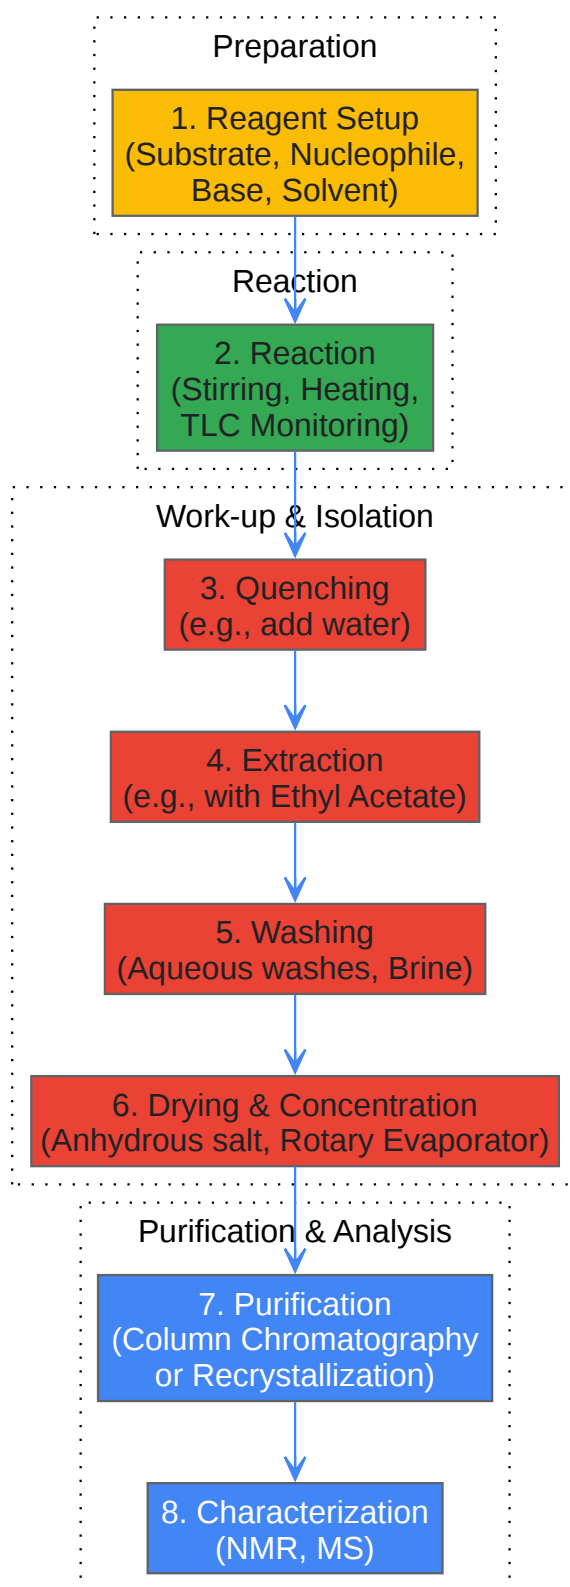 Preparation
1. Reagent Setup
(Substrate, Nucleophile,
Base, Solvent)
Reaction
2. Reaction
(Stirring, Heating,
TLC Monitoring)
Work-up & Isolation
3. Quenching
(e.g., add water)
4. Extraction
(e.g., with Ethyl Acetate)
5. Washing
(Aqueous washes, Brine)
6. Drying & Concentration
(Anhydrous salt, Rotary Evaporator)
Purification & Analysis
7. Purification
(Column Chromatography
or Recrystallization)
8. Characterization
(NMR, MS)